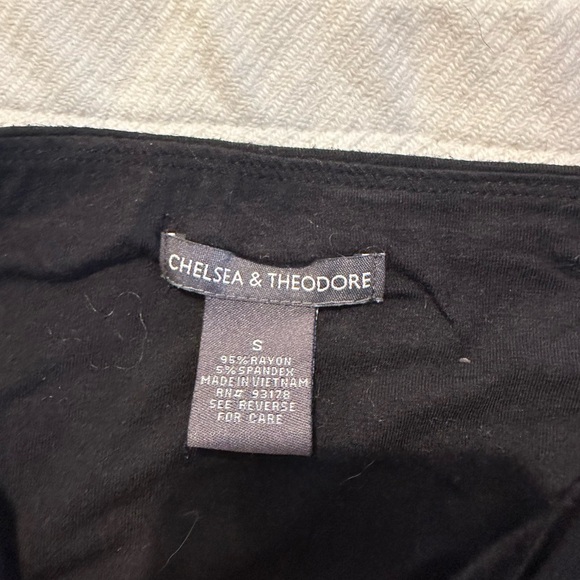 CHELSEA & THEODORE
S
95% RAYON
5% SPANDEX
MADE IN VIETNAM
RN# 93178
SEE REVERSE
FOR CARE